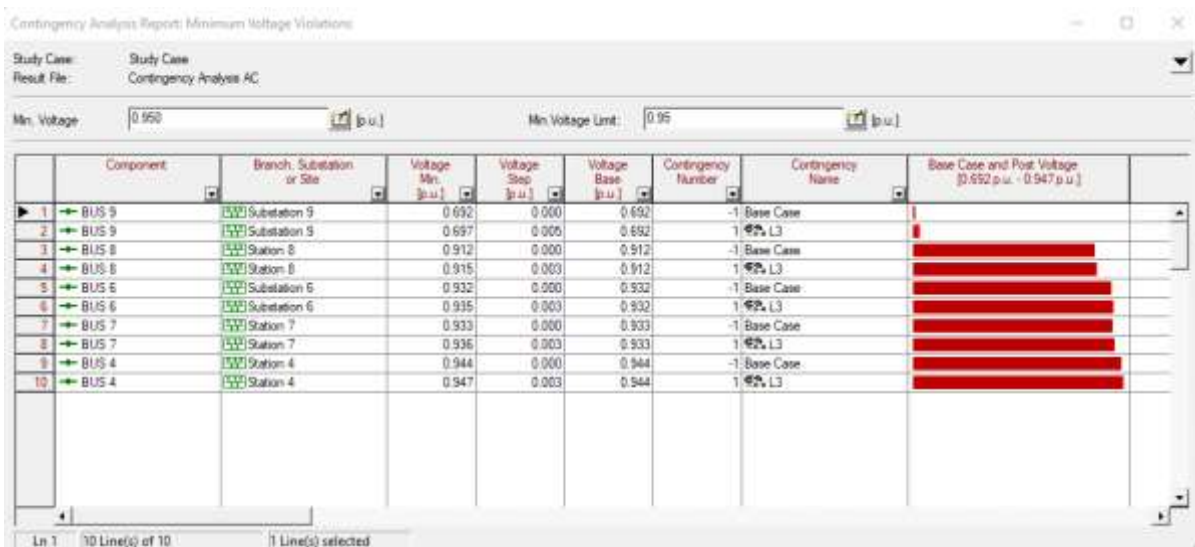 Contingency Analysis Report: Minimum Voltage Violations
Study Case: Study Case
Result File: Contingency Analysis AC
Min. Voltage 0.950 [p.u.] Min. Voltage Limit: 0.95 [p.u.]
Component Branch, Substation or Site Voltage Min. [p.u.] Voltage Step [p.u.] Voltage Base [p.u.] Contingency Number Contingency Name Base Case and Post Voltage [0.692 p.u. - 0.947 p.u.]
1 BUS 9 Substation 9 0.692 0.000 0.692 -1 Base Case
2 BUS 9 Substation 9 0.697 0.005 0.692 1 L3
3 BUS 8 Station 8 0.912 0.000 0.912 -1 Base Case
4 BUS 8 Station 8 0.915 0.003 0.912 1 L3
5 BUS 6 Substation 6 0.932 0.000 0.932 -1 Base Case
6 BUS 6 Substation 6 0.935 0.003 0.932 1 L3
7 BUS 7 Station 7 0.933 0.000 0.933 -1 Base Case
8 BUS 7 Station 7 0.936 0.003 0.933 1 L3
9 BUS 4 Station 4 0.944 0.000 0.944 -1 Base Case
10 BUS 4 Station 4 0.947 0.003 0.944 1 L3
Ln 1 10 Line(s) of 10 1 Line(s) selected